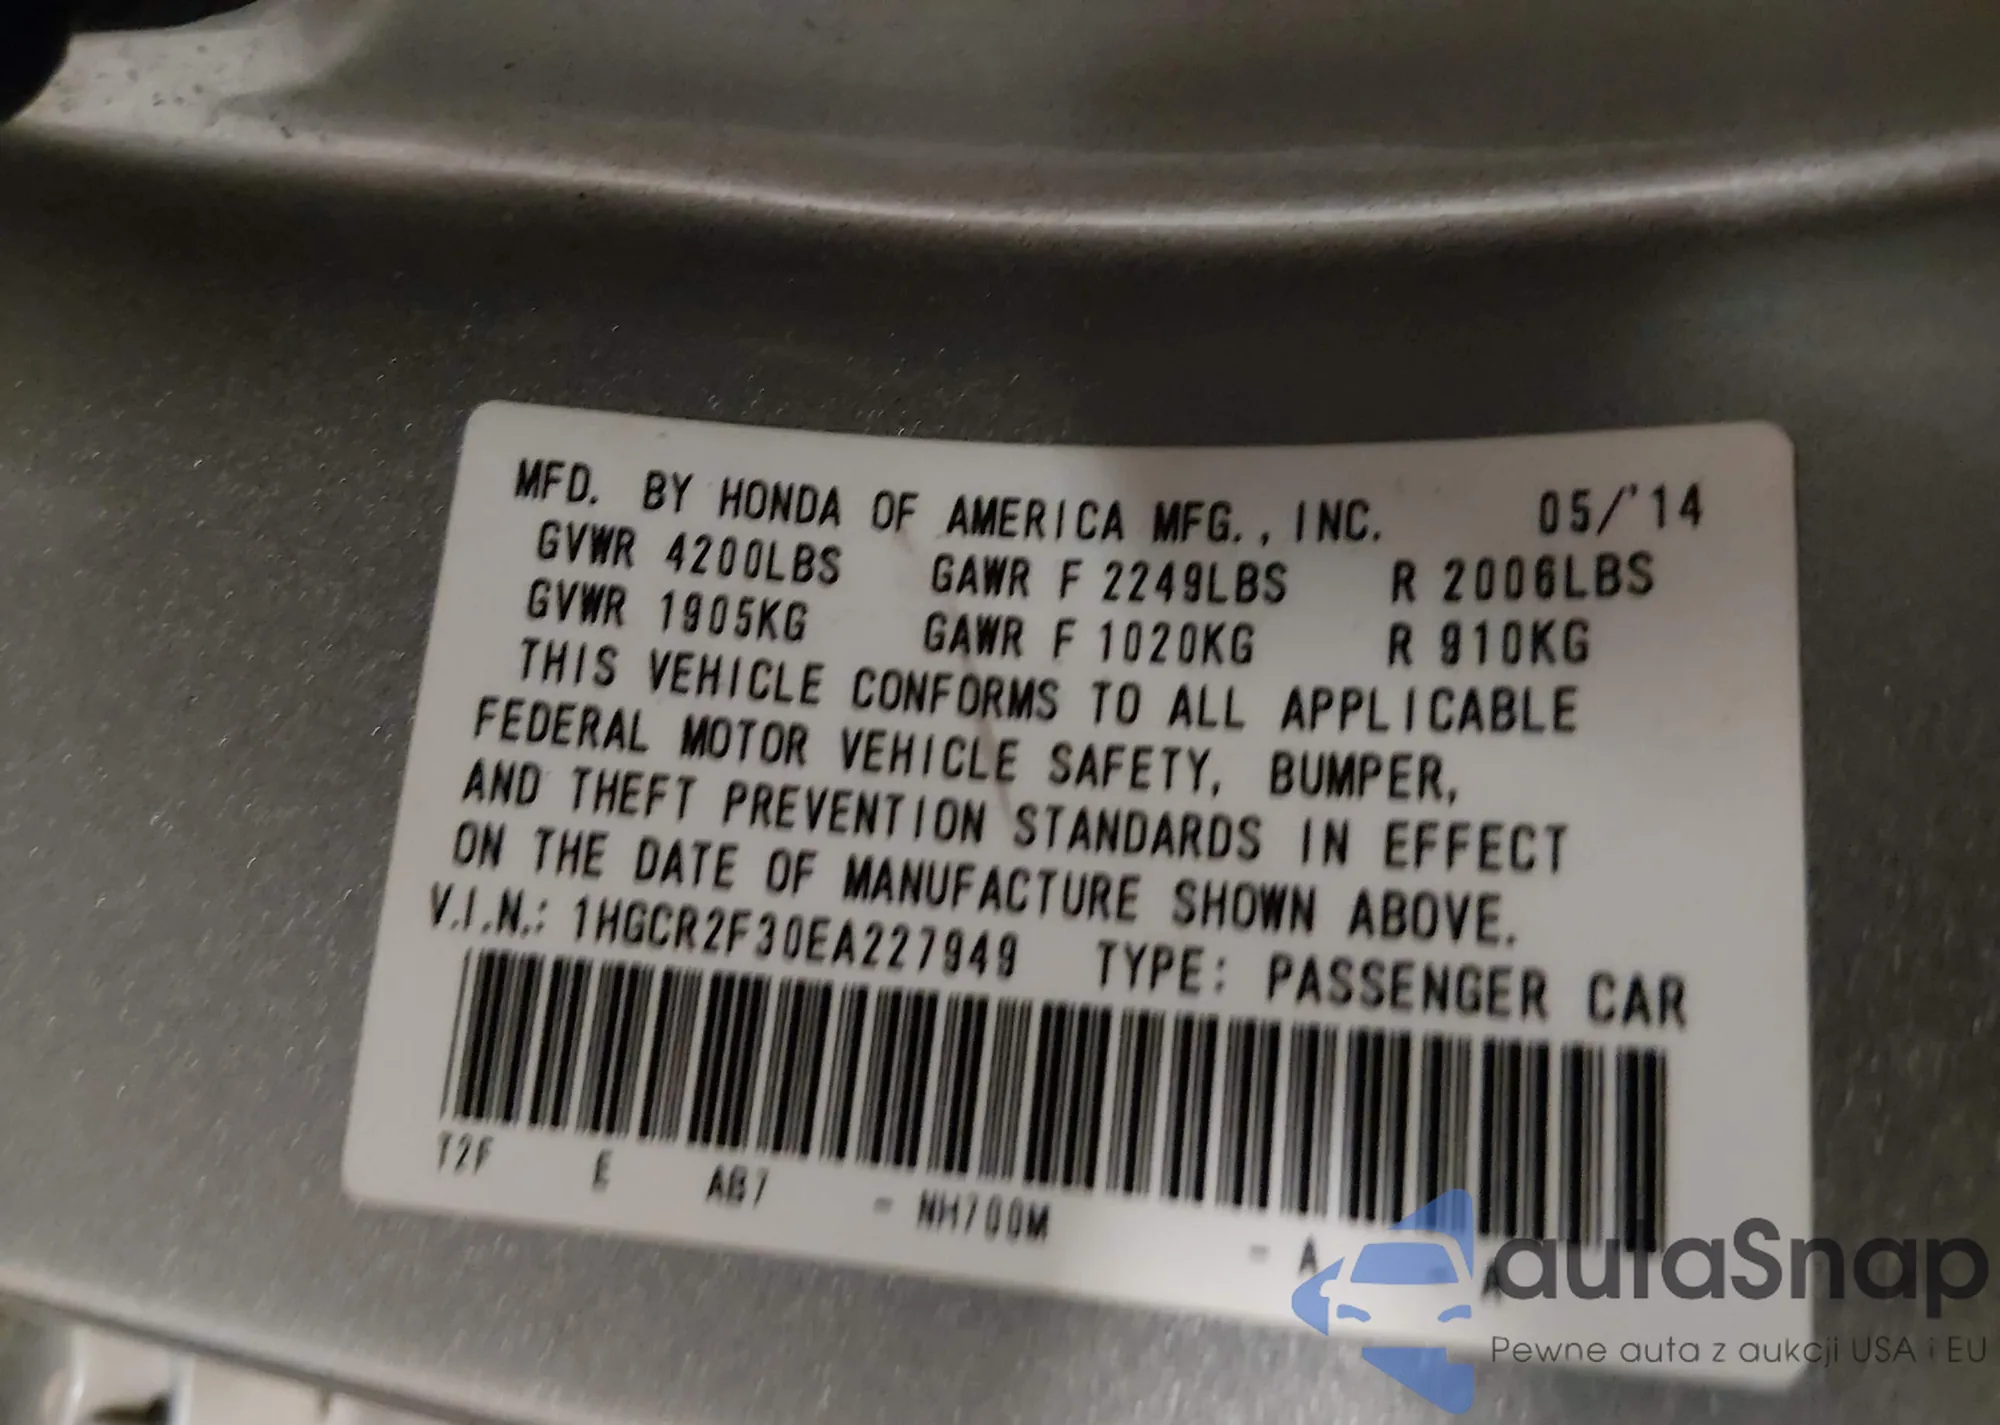 MFD. BY HONDA OF AMERICA MFG., INC. 05/'14
GVWR 4200LBS GAWR F 2249LBS R 2006LBS
GVWR 1905KG GAWR F 1020KG R 910KG
THIS VEHICLE CONFORMS TO ALL APPLICABLE
FEDERAL MOTOR VEHICLE SAFETY, BUMPER,
AND THEFT PREVENTION STANDARDS IN EFFECT
ON THE DATE OF MANUFACTURE SHOWN ABOVE.
V.I.N.: 1HGCR2F30EA227949 TYPE: PASSENGER CAR
T2F E AB7 - NH700M - A - A
autaSnap
Pewne auta z aukcji USA i EU